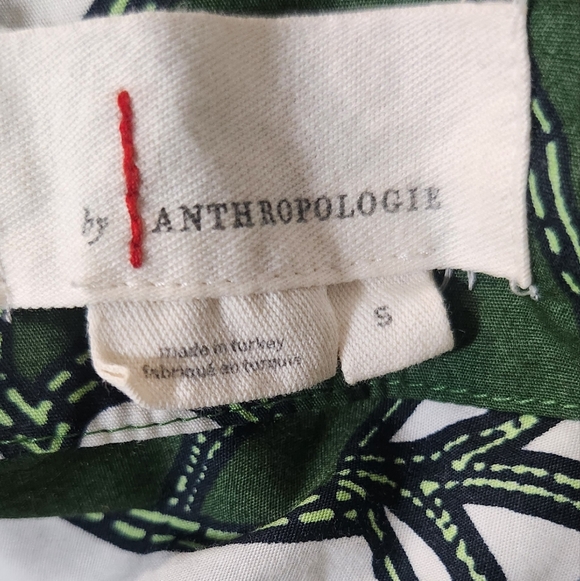 by ANTHROPOLOGIE
S
made in turkey
fabriqué en turquie